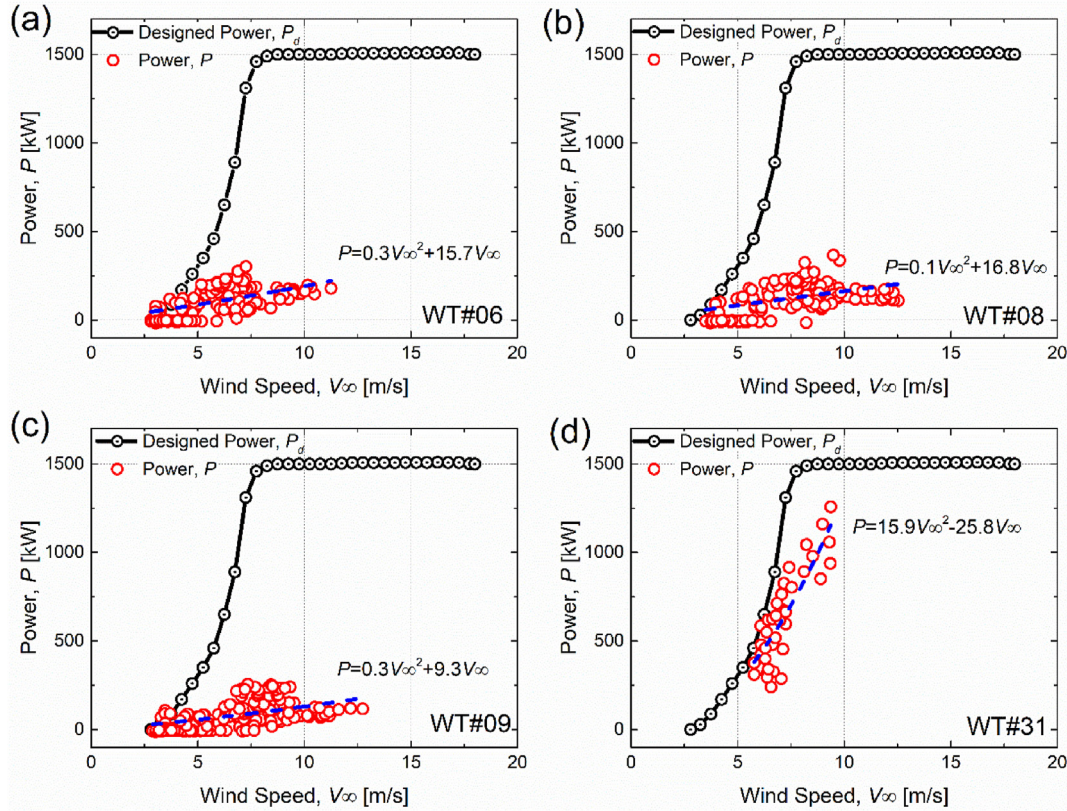 (a)
Designed Power, P_d
Power, P
1500
1000
500
0
Power, P [kW]
P=0.3V∞²+15.7V∞
WT#06
0 5 10 15 20
Wind Speed, V∞ [m/s]
(b)
Designed Power, P_d
Power, P
1500
1000
500
0
Power, P [kW]
P=0.1V∞²+16.8V∞
WT#08
0 5 10 15 20
Wind Speed, V∞ [m/s]
(c)
Designed Power, P_d
Power, P
1500
1000
500
0
Power, P [kW]
P=0.3V∞²+9.3V∞
WT#09
0 5 10 15 20
Wind Speed, V∞ [m/s]
(d)
Designed Power, P_d
Power, P
1500
1000
500
0
Power, P [kW]
P=15.9V∞²-25.8V∞
WT#31
0 5 10 15 20
Wind Speed, V∞ [m/s]